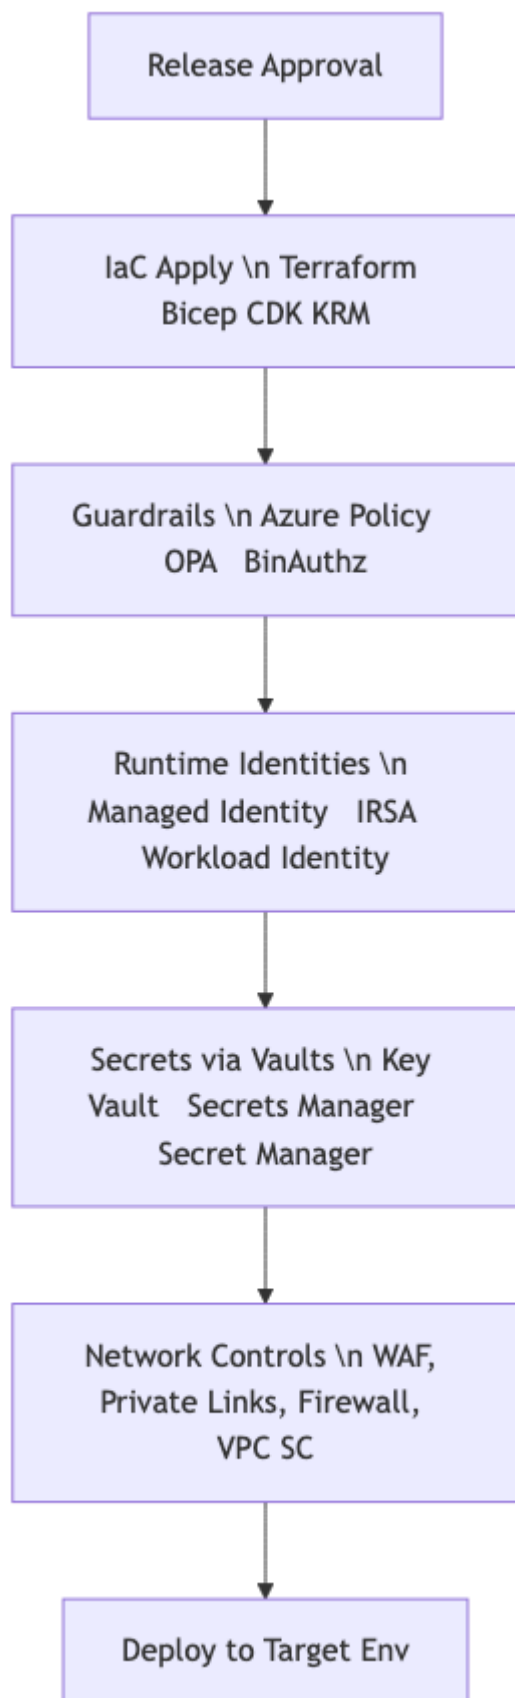 Release Approval
IaC Apply \n Terraform
Bicep CDK KRM
Guardrails \n Azure Policy
OPA BinAuthz
Runtime Identities \n
Managed Identity IRSA
Workload Identity
Secrets via Vaults \n Key
Vault Secrets Manager
Secret Manager
Network Controls \n WAF,
Private Links, Firewall,
VPC SC
Deploy to Target Env